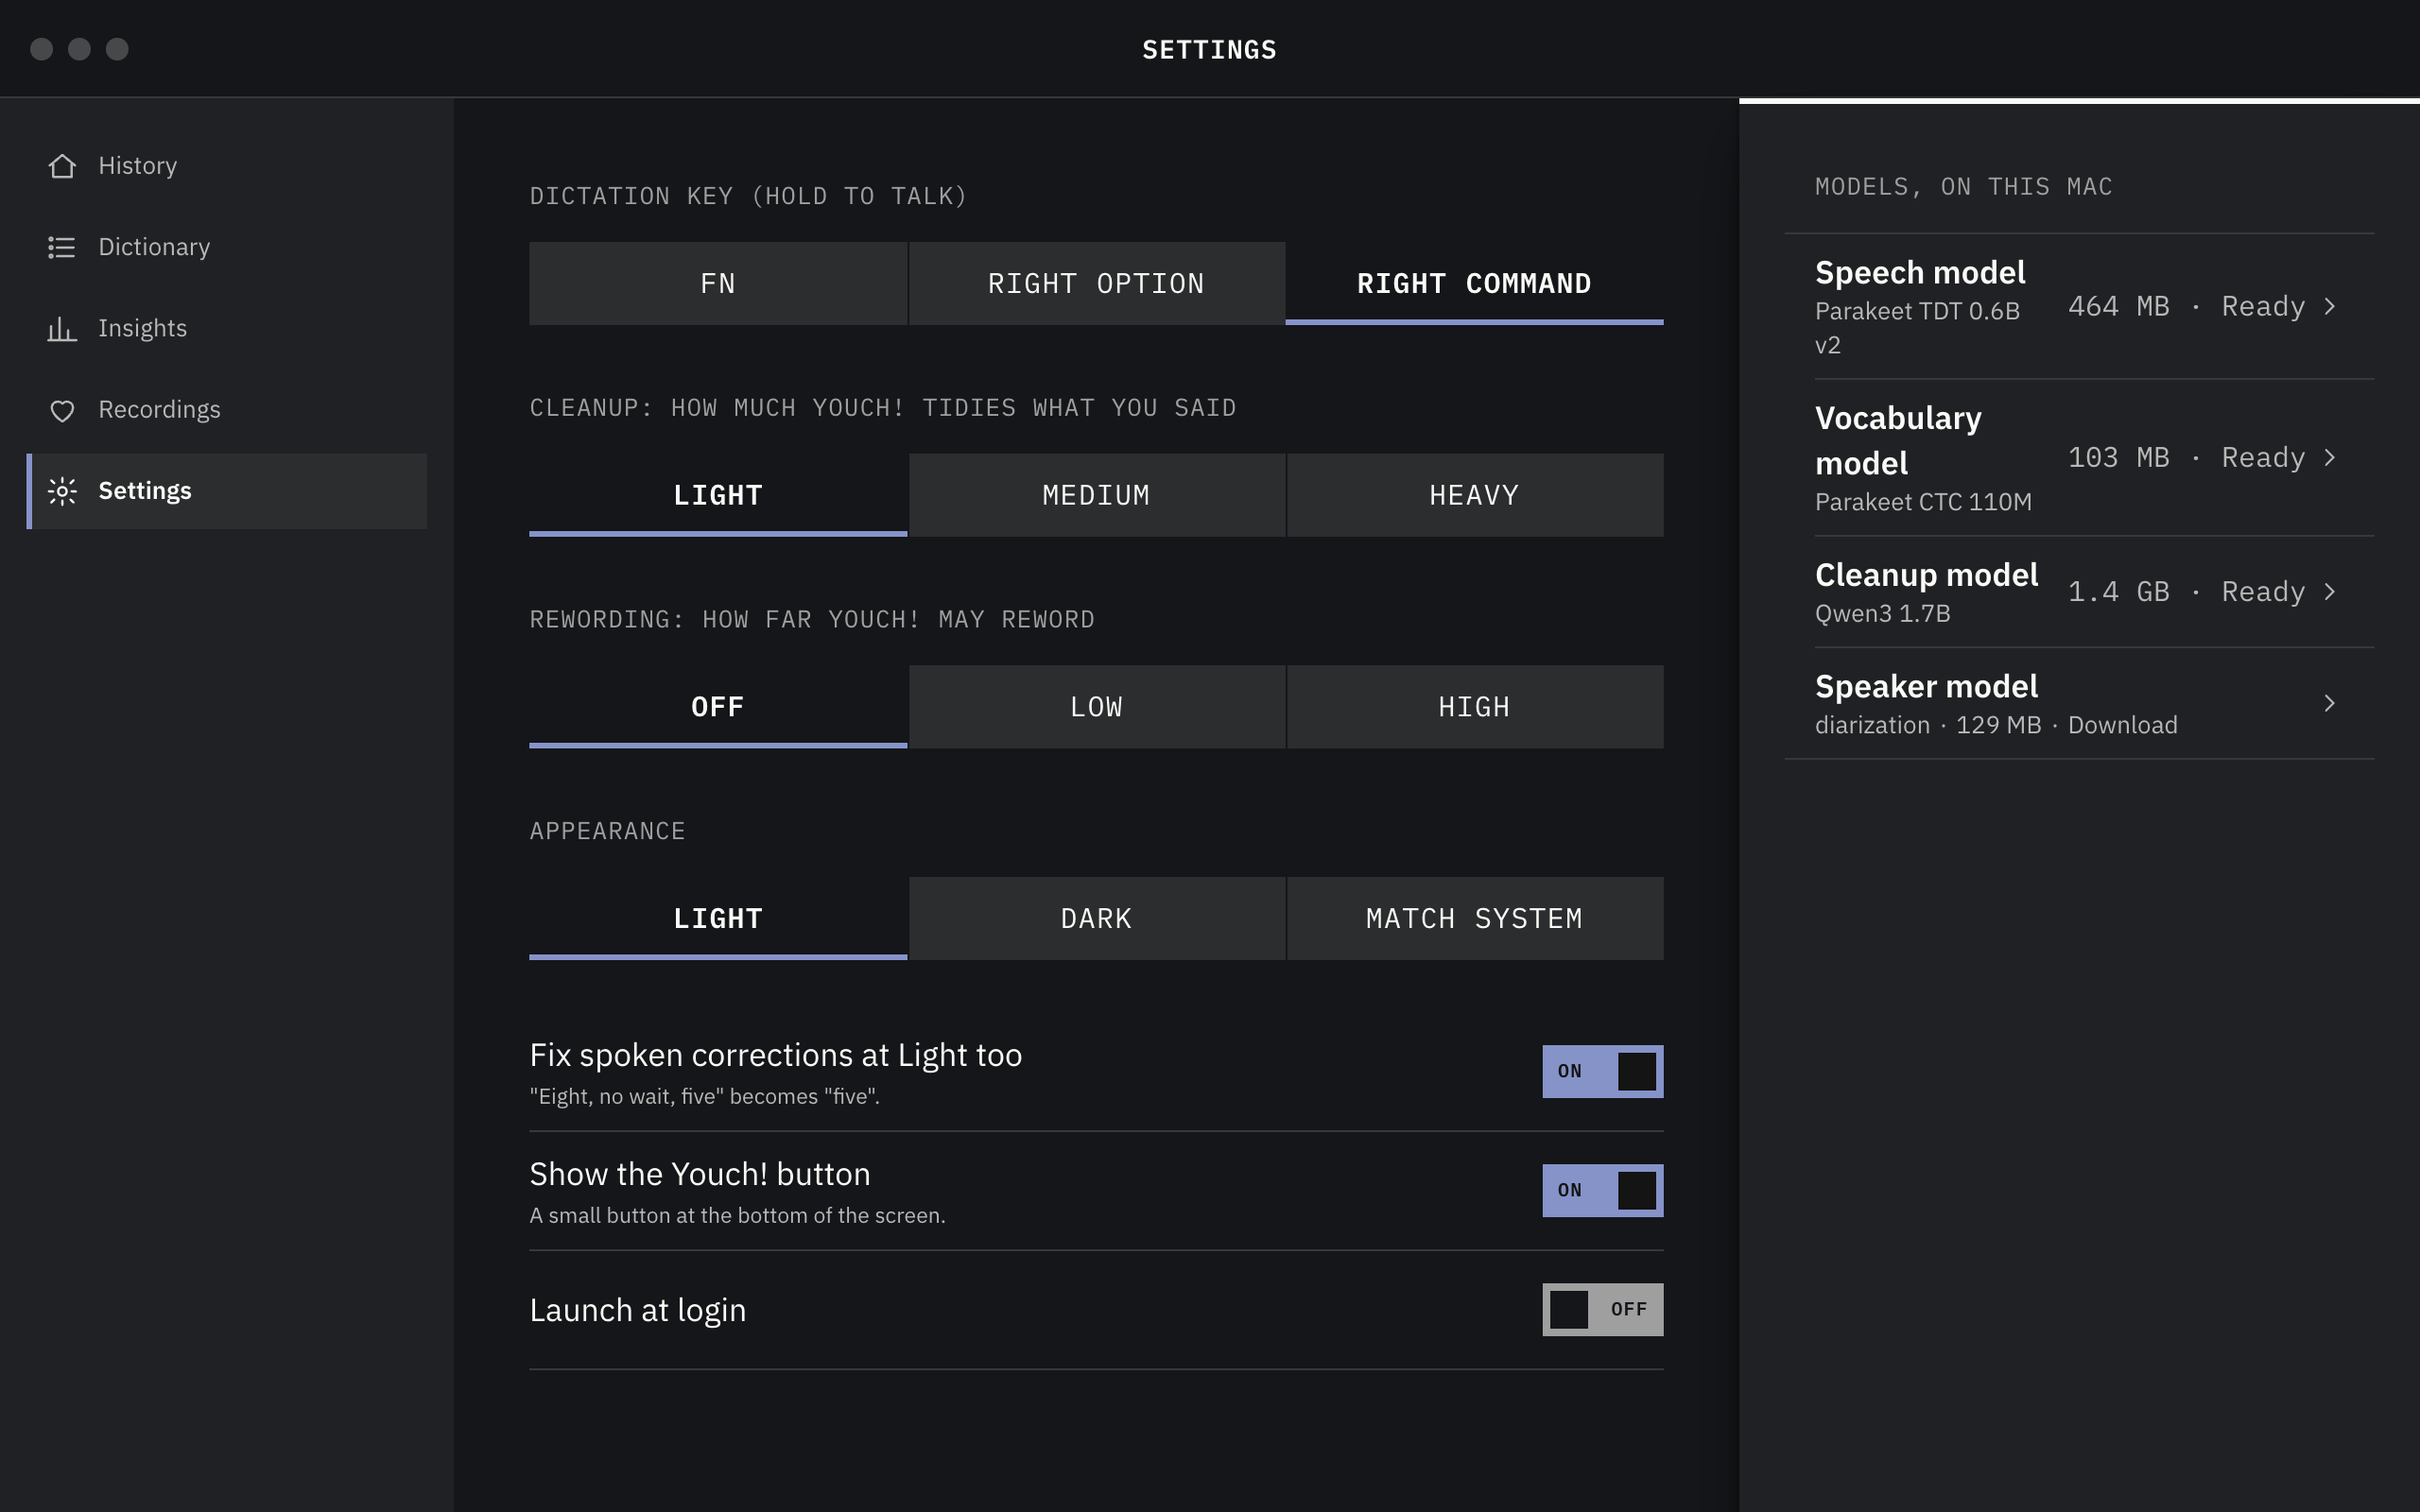 SETTINGS
History
Dictionary
Insights
Recordings
Settings
DICTATION KEY (HOLD TO TALK)
FN
RIGHT OPTION
RIGHT COMMAND
CLEANUP: HOW MUCH YOUCH! TIDIES WHAT YOU SAID
LIGHT
MEDIUM
HEAVY
REWORDING: HOW FAR YOUCH! MAY REWORD
OFF
LOW
HIGH
APPEARANCE
LIGHT
DARK
MATCH SYSTEM
Fix spoken corrections at Light too
"Eight, no wait, five" becomes "five".
ON
Show the Youch! button
A small button at the bottom of the screen.
ON
Launch at login
OFF
MODELS, ON THIS MAC
Speech model
Parakeet TDT 0.6B
v2
464 MB · Ready
Vocabulary
model
Parakeet CTC 110M
103 MB · Ready
Cleanup model
Qwen3 1.7B
1.4 GB · Ready
Speaker model
diarization · 129 MB · Download